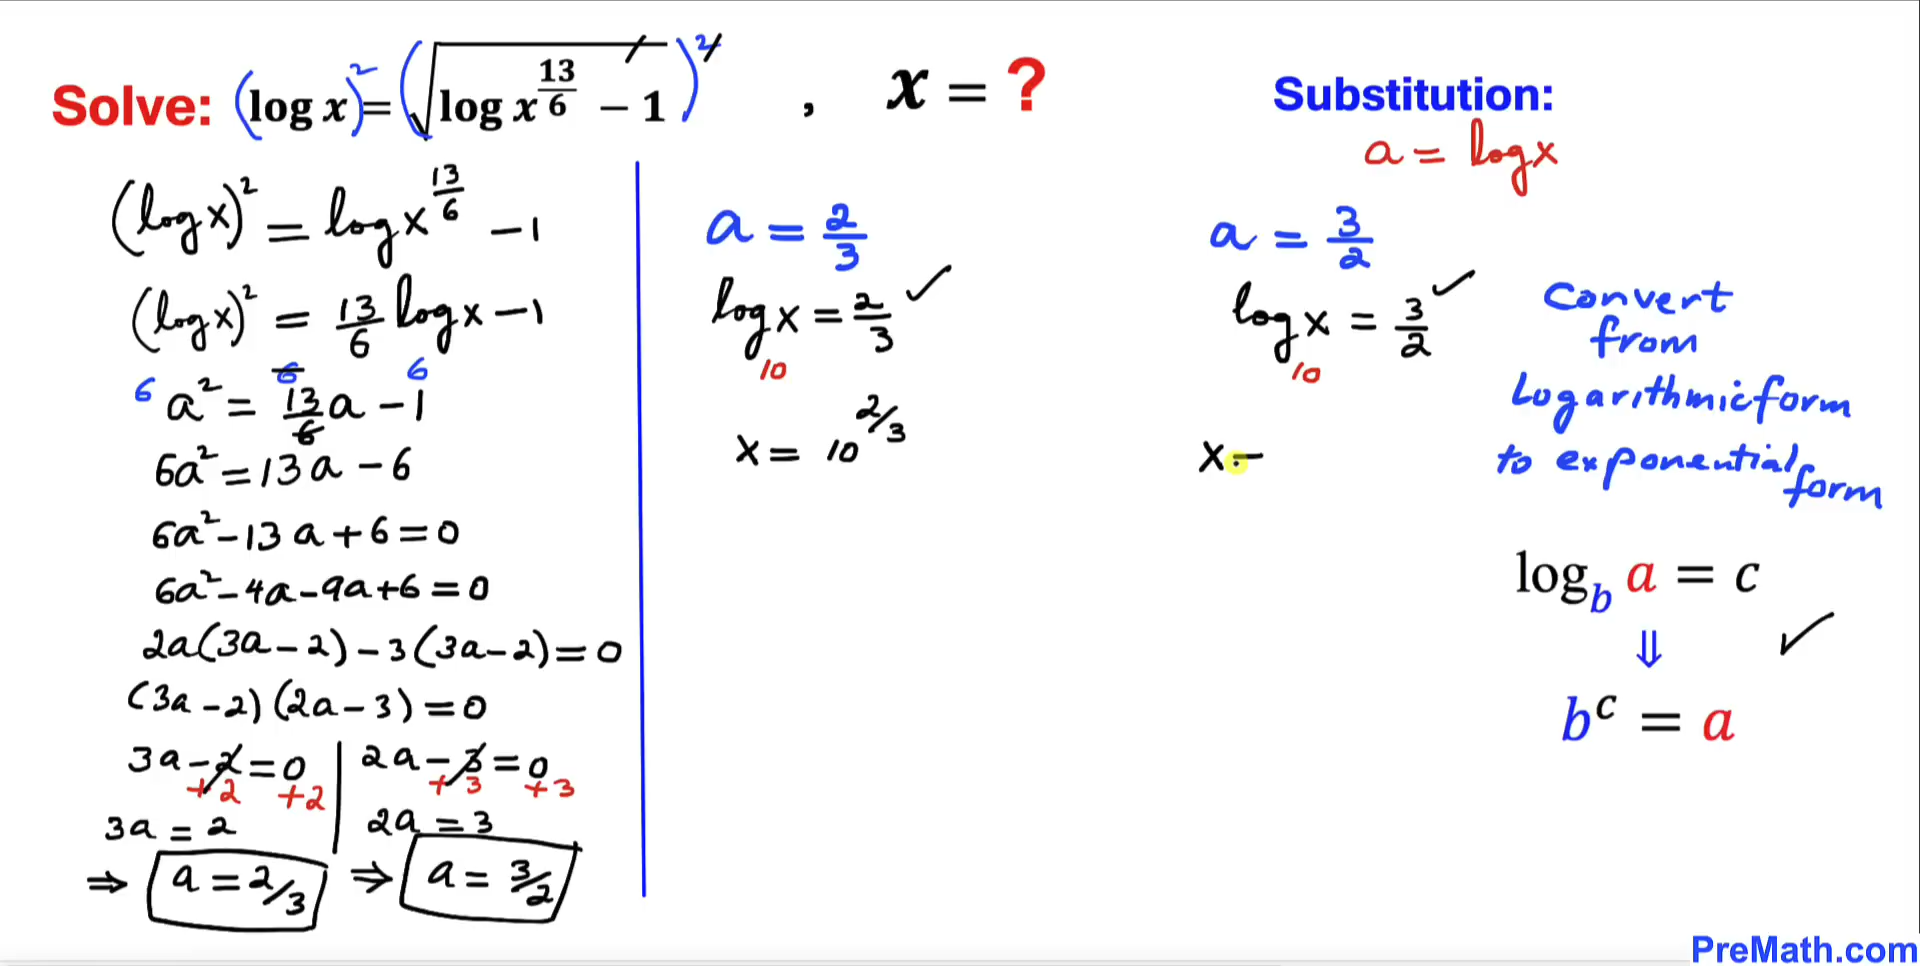 Solve: (log x)² = (√log x^13/6 − 1)² , x = ?
(log x)² = log x^13/6 − 1
(log x)² = 13/6 log x − 1
6 a² = 6 13/6 a − 1 6
6a² = 13a − 6
6a² − 13a + 6 = 0
6a² − 4a − 9a + 6 = 0
2a(3a − 2) − 3(3a − 2) = 0
(3a − 2)(2a − 3) = 0
3a − 2 = 0
+2 +2
3a = 2
⇒ a = 2/3
2a − 3 = 0
+3 +3
2a = 3
⇒ a = 3/2
a = 2/3
log₁₀ x = 2/3 ✓
x = 10^2/3
Substitution:
a = log x
a = 3/2
log₁₀ x = 3/2 ✓
x =
Convert
from
Logarithmic form
to exponential
form
log_b a = c
⇓ ✓
b^c = a
PreMath.com